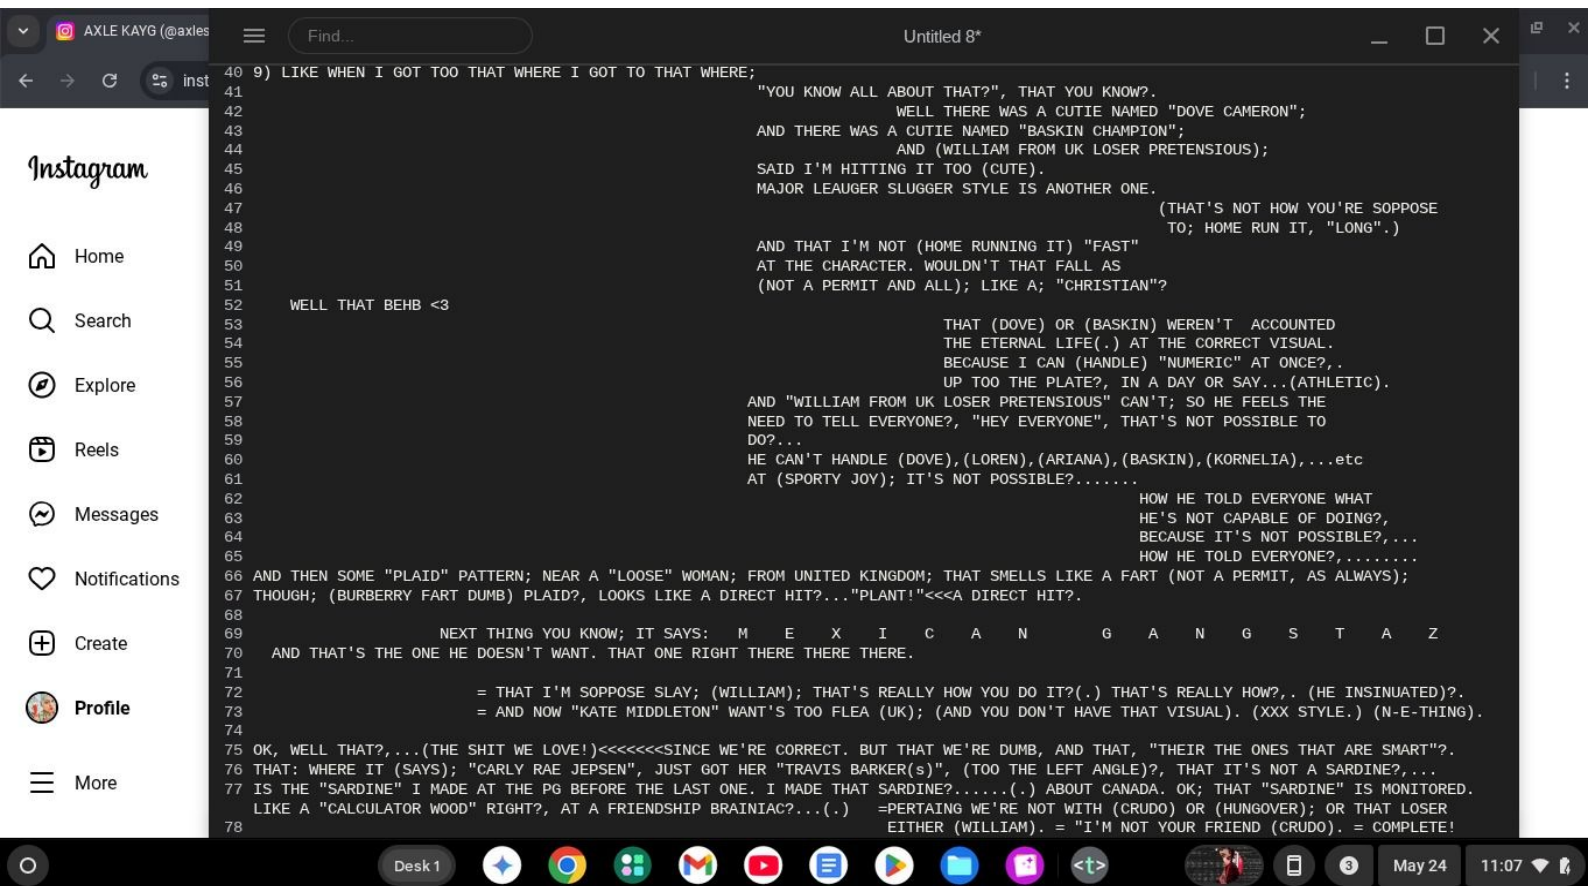 AXLE KAYG (@axles
Find...
Untitled 8*
inst
40 9) LIKE WHEN I GOT TOO THAT WHERE I GOT TO THAT WHERE;
41 "YOU KNOW ALL ABOUT THAT?", THAT YOU KNOW?.
42 WELL THERE WAS A CUTIE NAMED "DOVE CAMERON";
43 AND THERE WAS A CUTIE NAMED "BASKIN CHAMPION";
44 AND (WILLIAM FROM UK LOSER PRETENSIOUS);
45 SAID I'M HITTING IT TOO (CUTE).
46 MAJOR LEAUGER SLUGGER STYLE IS ANOTHER ONE.
47 (THAT'S NOT HOW YOU'RE SOPPOSE
48 TO; HOME RUN IT, "LONG".)
49 AND THAT I'M NOT (HOME RUNNING IT) "FAST"
50 AT THE CHARACTER. WOULDN'T THAT FALL AS
51 (NOT A PERMIT AND ALL); LIKE A; "CHRISTIAN"?
52 WELL THAT BEHB <3
53 THAT (DOVE) OR (BASKIN) WEREN'T ACCOUNTED
54 THE ETERNAL LIFE(.) AT THE CORRECT VISUAL.
55 BECAUSE I CAN (HANDLE) "NUMERIC" AT ONCE?,.
56 UP TOO THE PLATE?, IN A DAY OR SAY...(ATHLETIC).
57 AND "WILLIAM FROM UK LOSER PRETENSIOUS" CAN'T; SO HE FEELS THE
58 NEED TO TELL EVERYONE?, "HEY EVERYONE", THAT'S NOT POSSIBLE TO
59 DO?...
60 HE CAN'T HANDLE (DOVE),(LOREN),(ARIANA),(BASKIN),(KORNELIA),...etc
61 AT (SPORTY JOY); IT'S NOT POSSIBLE?.......
62 HOW HE TOLD EVERYONE WHAT
63 HE'S NOT CAPABLE OF DOING?,
64 BECAUSE IT'S NOT POSSIBLE?,...
65 HOW HE TOLD EVERYONE?,........
66 AND THEN SOME "PLAID" PATTERN; NEAR A "LOOSE" WOMAN; FROM UNITED KINGDOM; THAT SMELLS LIKE A FART (NOT A PERMIT, AS ALWAYS);
67 THOUGH; (BURBERRY FART DUMB) PLAID?, LOOKS LIKE A DIRECT HIT?..."PLANT!"<<<A DIRECT HIT?.
68
69 NEXT THING YOU KNOW; IT SAYS: M E X I C A N G A N G S T A Z
70 AND THAT'S THE ONE HE DOESN'T WANT. THAT ONE RIGHT THERE THERE THERE.
71
72 = THAT I'M SOPPOSE SLAY; (WILLIAM); THAT'S REALLY HOW YOU DO IT?(.) THAT'S REALLY HOW?,. (HE INSINUATED)?.
73 = AND NOW "KATE MIDDLETON" WANT'S TOO FLEA (UK); (AND YOU DON'T HAVE THAT VISUAL). (XXX STYLE.) (N-E-THING).
74
75 OK, WELL THAT?,...(THE SHIT WE LOVE!)<<<<<<<SINCE WE'RE CORRECT. BUT THAT WE'RE DUMB, AND THAT, "THEIR THE ONES THAT ARE SMART"?.
76 THAT: WHERE IT (SAYS); "CARLY RAE JEPSEN", JUST GOT HER "TRAVIS BARKER(s)", (TOO THE LEFT ANGLE)?, THAT IT'S NOT A SARDINE?,...
77 IS THE "SARDINE" I MADE AT THE PG BEFORE THE LAST ONE. I MADE THAT SARDINE?......(.) ABOUT CANADA. OK; THAT "SARDINE" IS MONITORED.
LIKE A "CALCULATOR WOOD" RIGHT?, AT A FRIENDSHIP BRAINIAC?...(.) =PERTAING WE'RE NOT WITH (CRUDO) OR (HUNGOVER); OR THAT LOSER
78 EITHER (WILLIAM). = "I'M NOT YOUR FRIEND (CRUDO). = COMPLETE!
Instagram
Home
Search
Explore
Reels
Messages
Notifications
Create
Profile
More
Desk 1
<t>
3
May 24
11:07